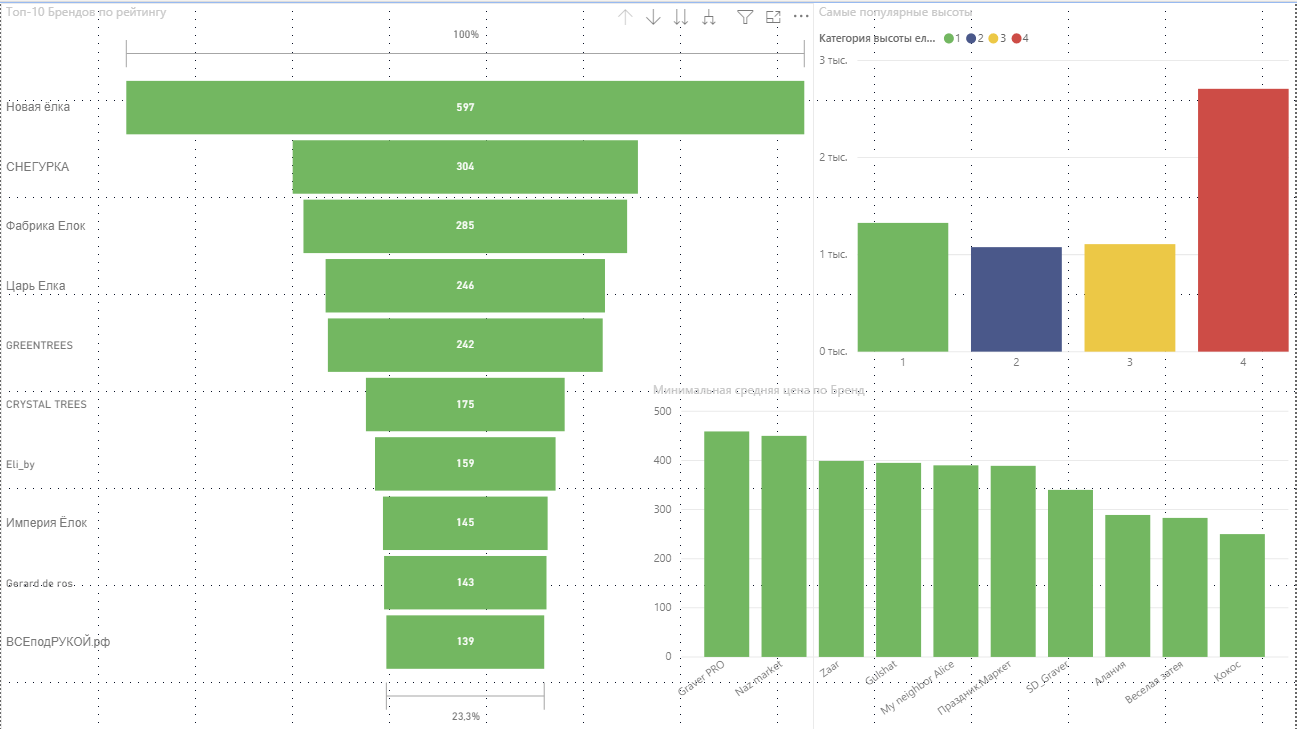 Топ-10 Брендов по рейтингу
100%
Новая ёлка
597
СНЕГУРКА
304
Фабрика Елок
285
Царь Елка
246
GREENTREES
242
CRYSTAL TREES
175
Eli_by
159
Империя Ёлок
145
Gerard de ros
143
ВСЕподРУКОЙ.рф
139
23,3%
Самые популярные высоты
Категория высоты ел... 1 2 3 4
3 тыс.
2 тыс.
1 тыс.
0 тыс.
1 2 3 4
Минимальная средняя цена по Бренд
500
400
300
200
100
0
Graver PRO
Naz-market
Zaar
Gulshat
My neighbor Alice
Праздник.Маркет
SD_Graver
Алания
Веселая затея
Кокос